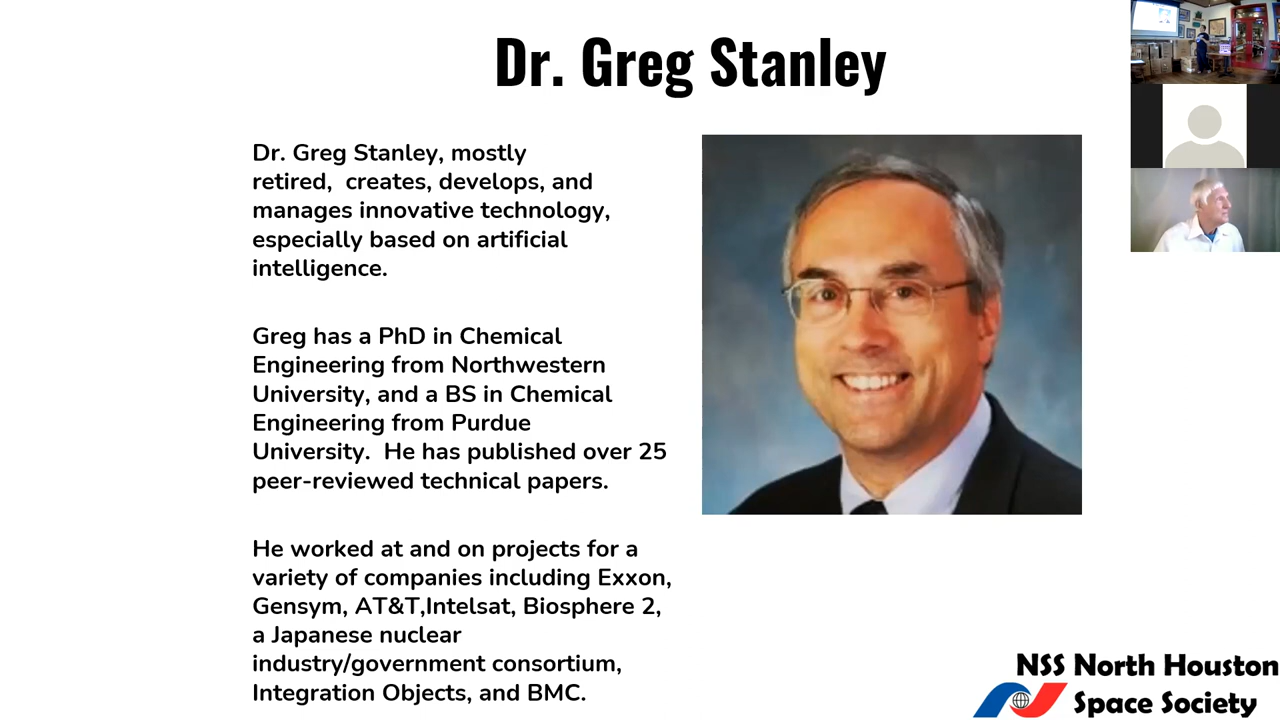 Dr. Greg Stanley
Dr. Greg Stanley, mostly
retired,  creates, develops, and
manages innovative technology,
especially based on artificial
intelligence.
Greg has a PhD in Chemical
Engineering from Northwestern
University, and a BS in Chemical
Engineering from Purdue
University.  He has published over 25
peer-reviewed technical papers.
He worked at and on projects for a
variety of companies including Exxon,
Gensym, AT&T,Intelsat, Biosphere 2,
a Japanese nuclear
industry/government consortium,
Integration Objects, and BMC.
NSS North Houston
Space Society